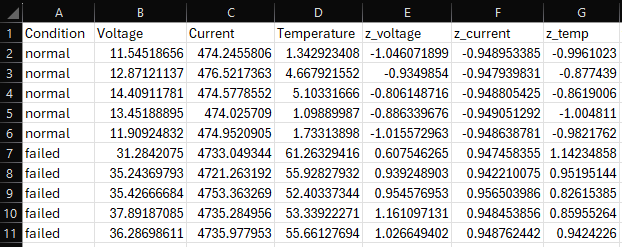 A B C D E F G
1 Condition Voltage Current Temperature z_voltage z_current z_temp
2 normal 11.54518656 474.2455806 1.342923408 -1.046071899 -0.948953385 -0.9961023
3 normal 12.87121137 476.5217363 4.667921552 -0.9349854 -0.947939831 -0.877439
4 normal 14.40911781 474.5778552 5.10331666 -0.806148716 -0.948805425 -0.8619006
5 normal 13.45188895 474.025709 1.09889987 -0.886339676 -0.949051292 -1.004811
6 normal 11.90924832 474.9520905 1.73313898 -1.015572963 -0.948638781 -0.9821762
7 failed 31.2842075 4733.049344 61.26329416 0.607546265 0.947458355 1.14234858
8 failed 35.24369793 4721.263192 55.92827932 0.939248903 0.942210075 0.95195144
9 failed 35.42666684 4753.363269 52.40337344 0.954576953 0.956503986 0.82615385
10 failed 37.89187085 4735.284956 53.33922271 1.161097131 0.948453856 0.85955264
11 failed 36.28698611 4735.977953 55.66127694 1.026649402 0.948762442 0.9424226